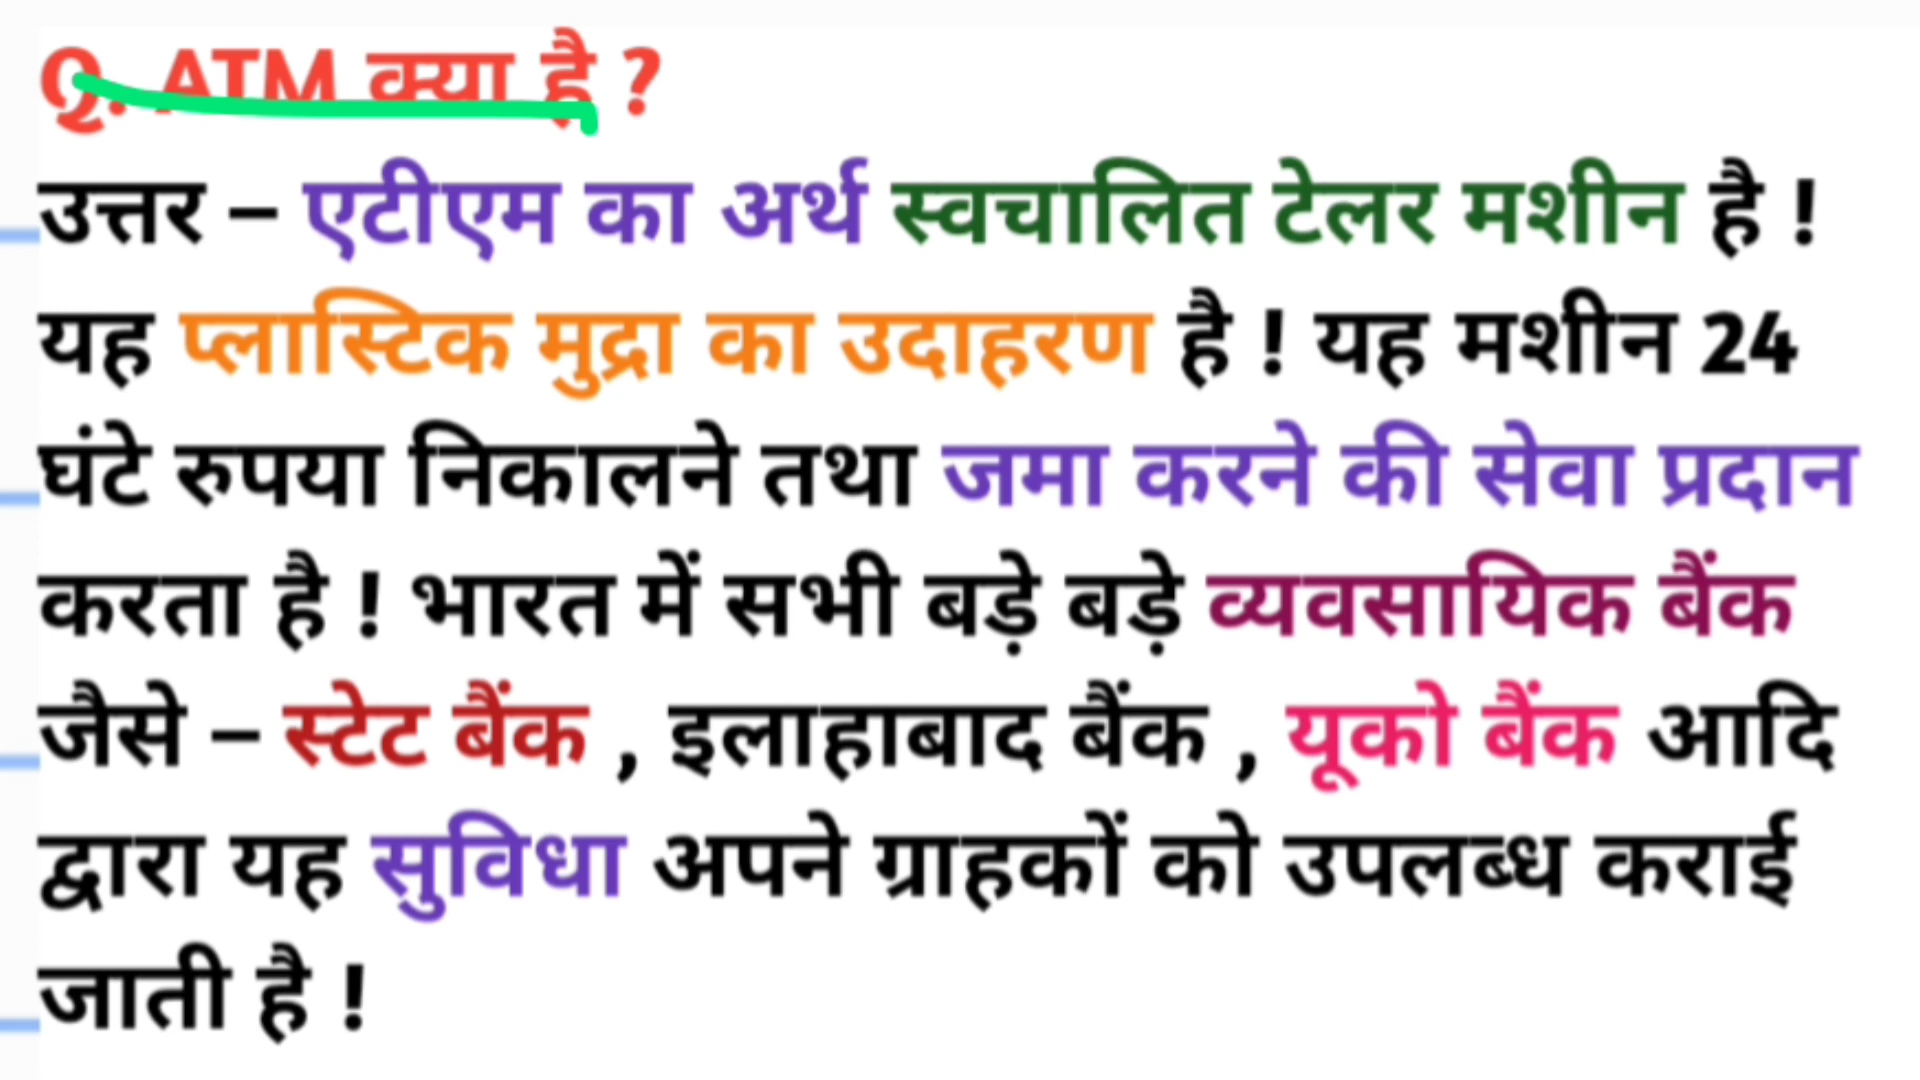 Q. ATM क्या है ?
उत्तर – एटीएम का अर्थ स्वचालित टेलर मशीन है !
यह प्लास्टिक मुद्रा का उदाहरण है ! यह मशीन 24
घंटे रुपया निकालने तथा जमा करने की सेवा प्रदान
करता है ! भारत में सभी बड़े बड़े व्यवसायिक बैंक
जैसे – स्टेट बैंक , इलाहाबाद बैंक , यूको बैंक आदि
द्वारा यह सुविधा अपने ग्राहकों को उपलब्ध कराई
जाती है !